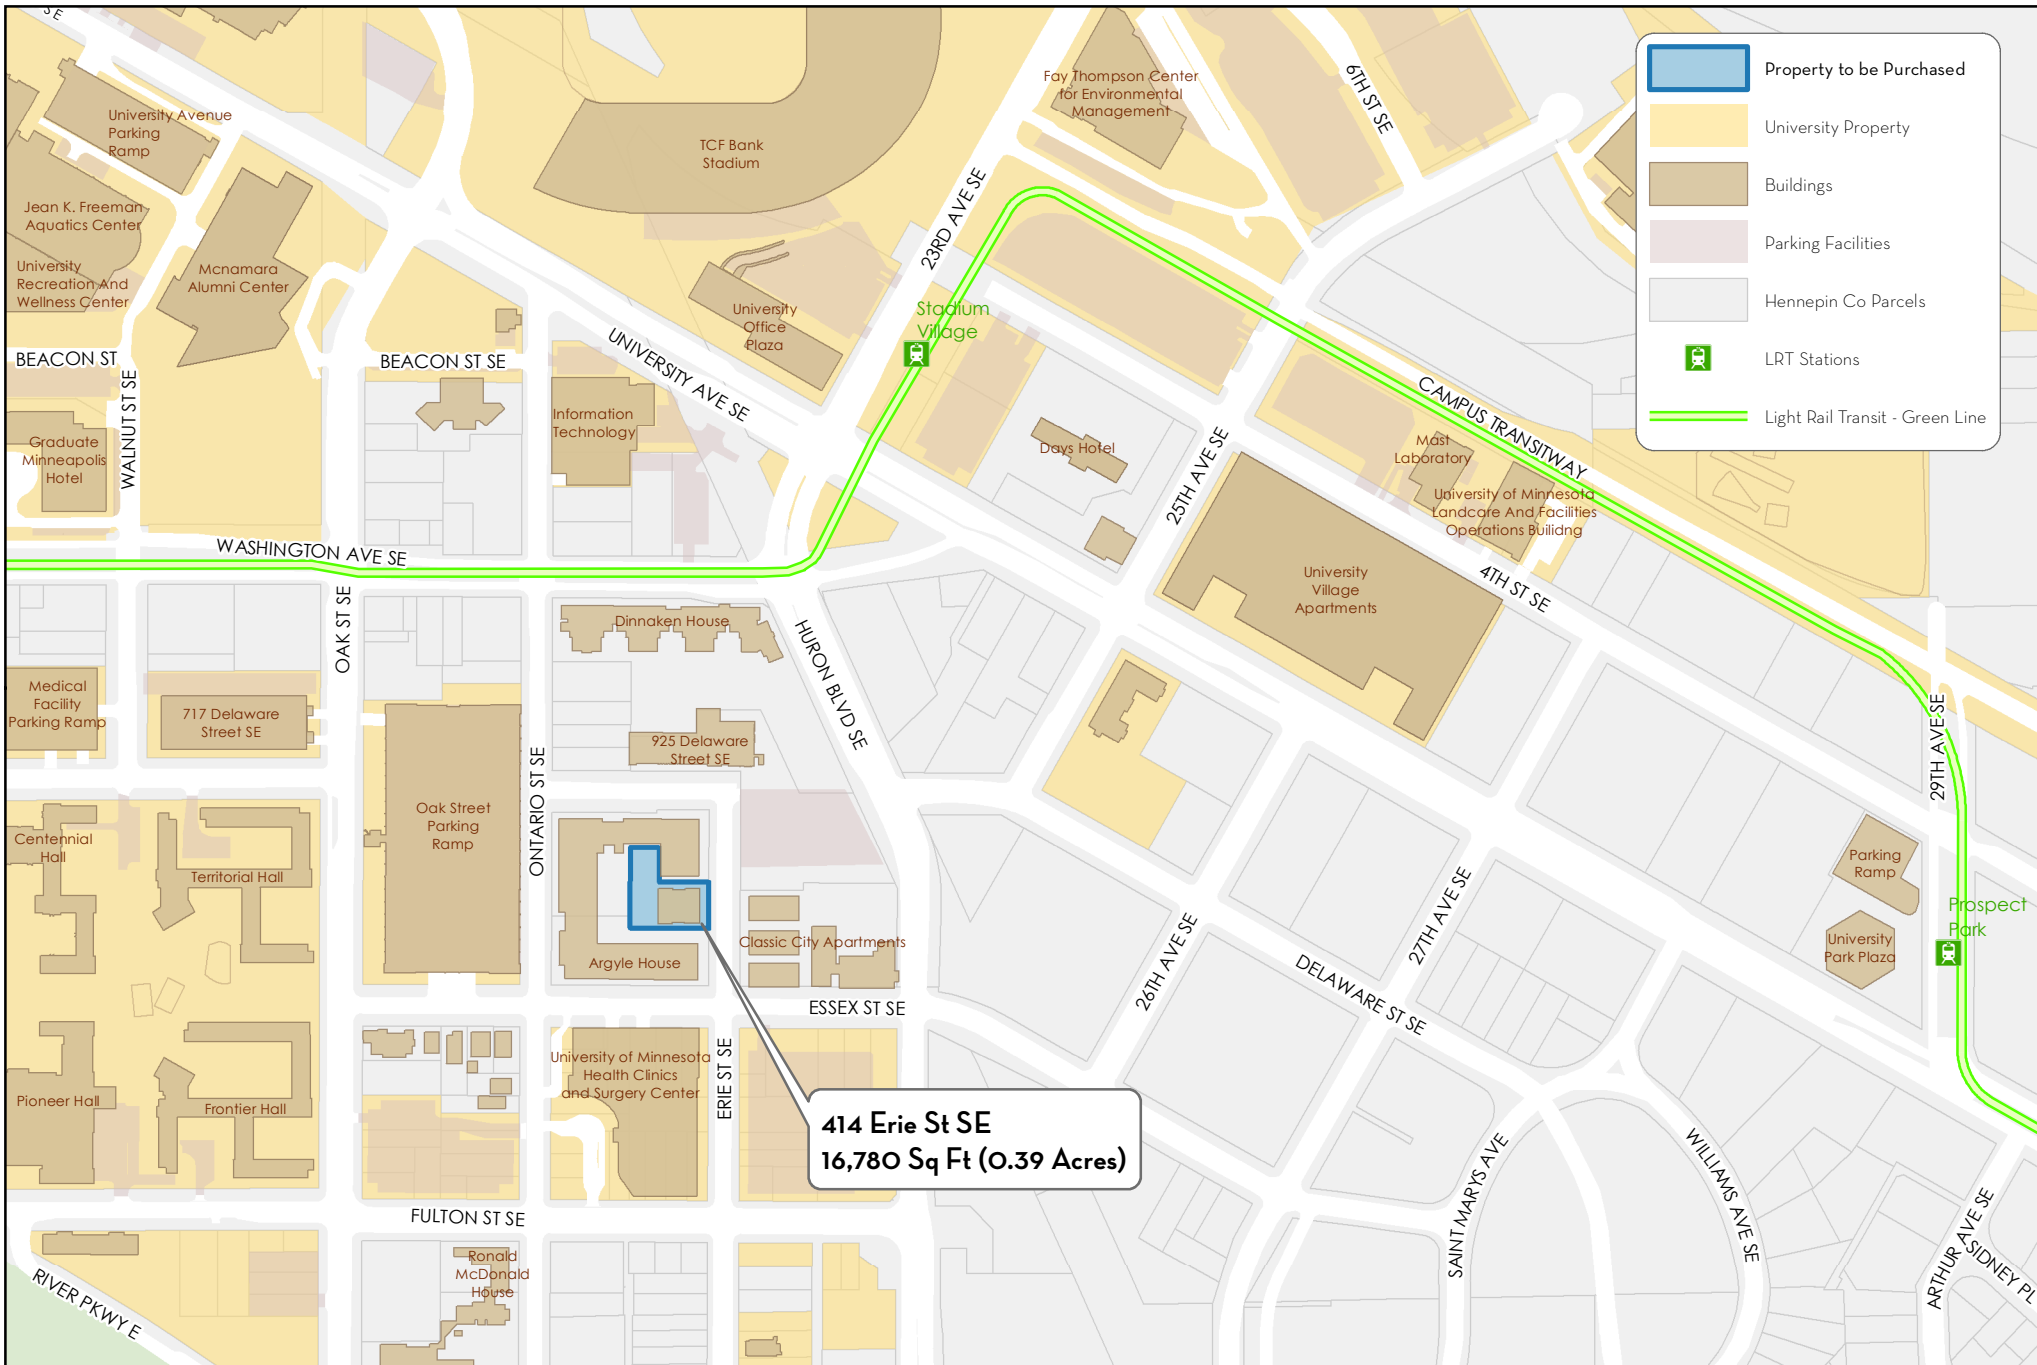 SE
University Avenue
Parking
Ramp
Jean K. Freeman
Aquatics Center
University
Recreation And
Wellness Center
Mcnamara
Alumni Center
TCF Bank
Stadium
Fay Thompson Center
for Environmental
Management
6TH ST SE
23RD AVE SE
University
Office
Plaza
Stadium
Village
BEACON ST
BEACON ST SE
UNIVERSITY AVE SE
WALNUT ST SE
Graduate
Minneapolis
Hotel
Information
Technology
Days Hotel
25TH AVE SE
CAMPUS TRANSITWAY
Mast
Laboratory
University of Minnesota
Landcare And Facilities
Operations Builidng
4TH ST SE
University
Village
Apartments
WASHINGTON AVE SE
OAK ST SE
Dinnaken House
HURON BLVD SE
Medical
Facility
Parking Ramp
717 Delaware
Street SE
925 Delaware
Street SE
ONTARIO ST SE
29TH AVE SE
Oak Street
Parking
Ramp
Centennial
Hall
Territorial Hall
Argyle House
Classic City Apartments
ESSEX ST SE
26TH AVE SE
27TH AVE SE
DELAWARE ST SE
Parking
Ramp
University
Park Plaza
Prospect
Park
Pioneer Hall
Frontier Hall
University of Minnesota
Health Clinics
and Surgery Center
ERIE ST SE
414 Erie St SE
16,780 Sq Ft (0.39 Acres)
SAINT MARYS AVE
WILLIAMS AVE SE
ARTHUR AVE SE
SIDNEY PL
FULTON ST SE
RIVER PKWY E
Ronald
McDonald
House
Property to be Purchased
University Property
Buildings
Parking Facilities
Hennepin Co Parcels
LRT Stations
Light Rail Transit - Green Line